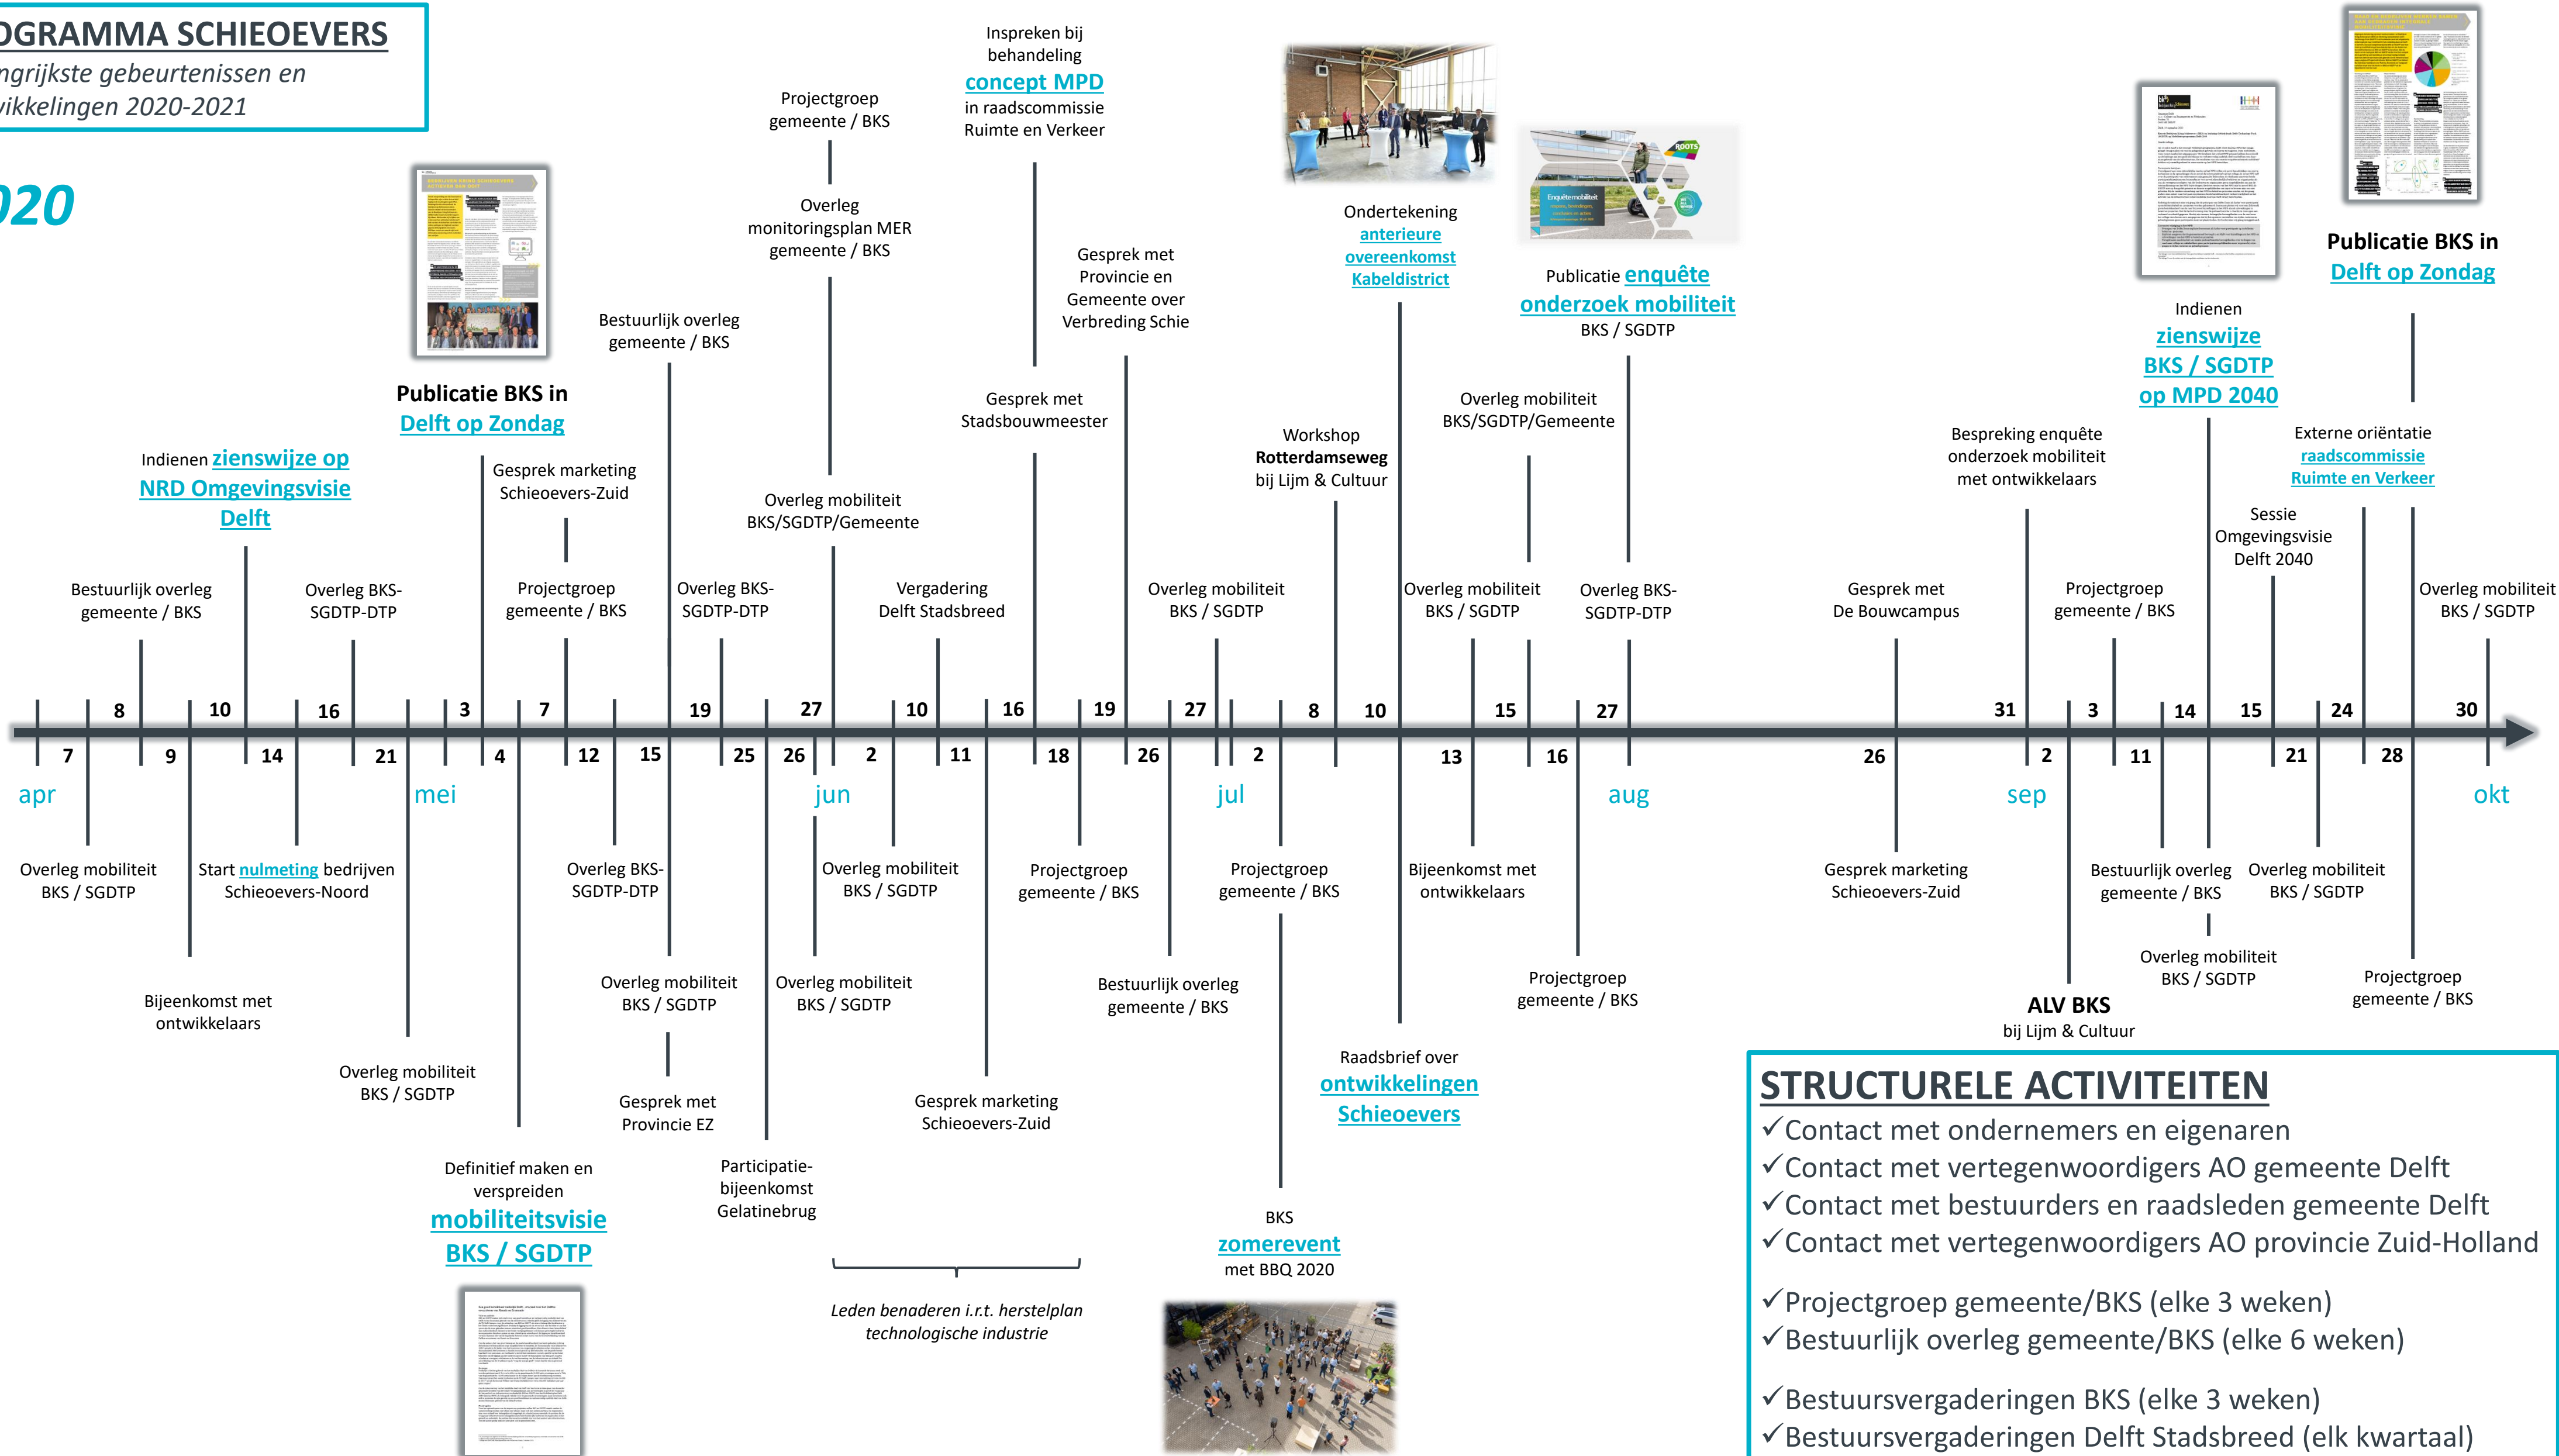 OGRAMMA SCHIEOEVERS
ngrijkste gebeurtenissen en
wikkelingen 2020-2021
020
Indienen zienswijze op
NRD Omgevingsvisie
Delft
Bestuurlijk overleg
gemeente / BKS
Overleg BKS-
SGDTP-DTP
Publicatie BKS in
Delft op Zondag
Gesprek marketing
Schieoevers-Zuid
Projectgroep
gemeente / BKS
Bestuurlijk overleg
gemeente / BKS
Overleg BKS-
SGDTP-DTP
Projectgroep
gemeente / BKS
Overleg
monitoringsplan MER
gemeente / BKS
Overleg mobiliteit
BKS/SGDTP/Gemeente
Vergadering
Delft Stadsbreed
Inspreken bij
behandeling
concept MPD
in raadscommissie
Ruimte en Verkeer
Gesprek met
Stadsbouwmeester
Gesprek met
Provincie en
Gemeente over
Verbreding Schie
Overleg mobiliteit
BKS / SGDTP
Workshop
Rotterdamseweg
bij Lijm & Cultuur
Ondertekening
anterieure
overeenkomst
Kabeldistrict
Overleg mobiliteit
BKS / SGDTP
Overleg mobiliteit
BKS/SGDTP/Gemeente
ROOTS
Enquête mobiliteit
Publicatie enquête
onderzoek mobiliteit
BKS / SGDTP
Overleg BKS-
SGDTP-DTP
Gesprek met
De Bouwcampus
Bespreking enquête
onderzoek mobiliteit
met ontwikkelaars
Projectgroep
gemeente / BKS
Indienen
zienswijze
BKS / SGDTP
op MPD 2040
Sessie
Omgevingsvisie
Delft 2040
Publicatie BKS in
Delft op Zondag
Externe oriëntatie
raadscommissie
Ruimte en Verkeer
Overleg mobiliteit
BKS / SGDTP
8 10 16 3 7 19 27 10 16 19 27 8 10 15 27 31 3 14 15 24 30
7 9 14 21 4 12 15 25 26 2 11 18 26 2 13 16 26 2 11 21 28
apr mei jun jul aug sep okt
Overleg mobiliteit
BKS / SGDTP
Bijeenkomst met
ontwikkelaars
Start nulmeting bedrijven
Schieoevers-Noord
Overleg mobiliteit
BKS / SGDTP
Definitief maken en
verspreiden
mobiliteitsvisie
BKS / SGDTP
Overleg BKS-
SGDTP-DTP
Overleg mobiliteit
BKS / SGDTP
Gesprek met
Provincie EZ
Participatie-
bijeenkomst
Gelatinebrug
Overleg mobiliteit
BKS / SGDTP
Overleg mobiliteit
BKS / SGDTP
Gesprek marketing
Schieoevers-Zuid
Leden benaderen i.r.t. herstelplan
technologische industrie
Projectgroep
gemeente / BKS
Bestuurlijk overleg
gemeente / BKS
Projectgroep
gemeente / BKS
BKS
zomerevent
met BBQ 2020
Raadsbrief over
ontwikkelingen
Schieoevers
Bijeenkomst met
ontwikkelaars
Projectgroep
gemeente / BKS
Gesprek marketing
Schieoevers-Zuid
ALV BKS
bij Lijm & Cultuur
Bestuurlijk overleg
gemeente / BKS
Overleg mobiliteit
BKS / SGDTP
Overleg mobiliteit
BKS / SGDTP
Projectgroep
gemeente / BKS
STRUCTURELE ACTIVITEITEN
✓Contact met ondernemers en eigenaren
✓Contact met vertegenwoordigers AO gemeente Delft
✓Contact met bestuurders en raadsleden gemeente Delft
✓Contact met vertegenwoordigers AO provincie Zuid-Holland
✓Projectgroep gemeente/BKS (elke 3 weken)
✓Bestuurlijk overleg gemeente/BKS (elke 6 weken)
✓Bestuursvergaderingen BKS (elke 3 weken)
✓Bestuursvergaderingen Delft Stadsbreed (elk kwartaal)